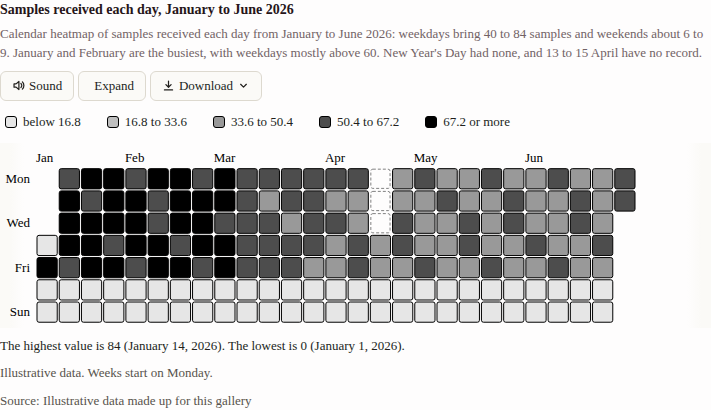 Samples received each day, January to June 2026
Calendar heatmap of samples received each day from January to June 2026: weekdays bring 40 to 84 samples and weekends about 6 to
9. January and February are the busiest, with weekdays mostly above 60. New Year's Day had none, and 13 to 15 April have no record.
Sound Expand Download
below 16.8 16.8 to 33.6 33.6 to 50.4 50.4 to 67.2 67.2 or more
Jan Feb Mar Apr May Jun
Mon
Wed
Fri
Sun
The highest value is 84 (January 14, 2026). The lowest is 0 (January 1, 2026).
Illustrative data. Weeks start on Monday.
Source: Illustrative data made up for this gallery